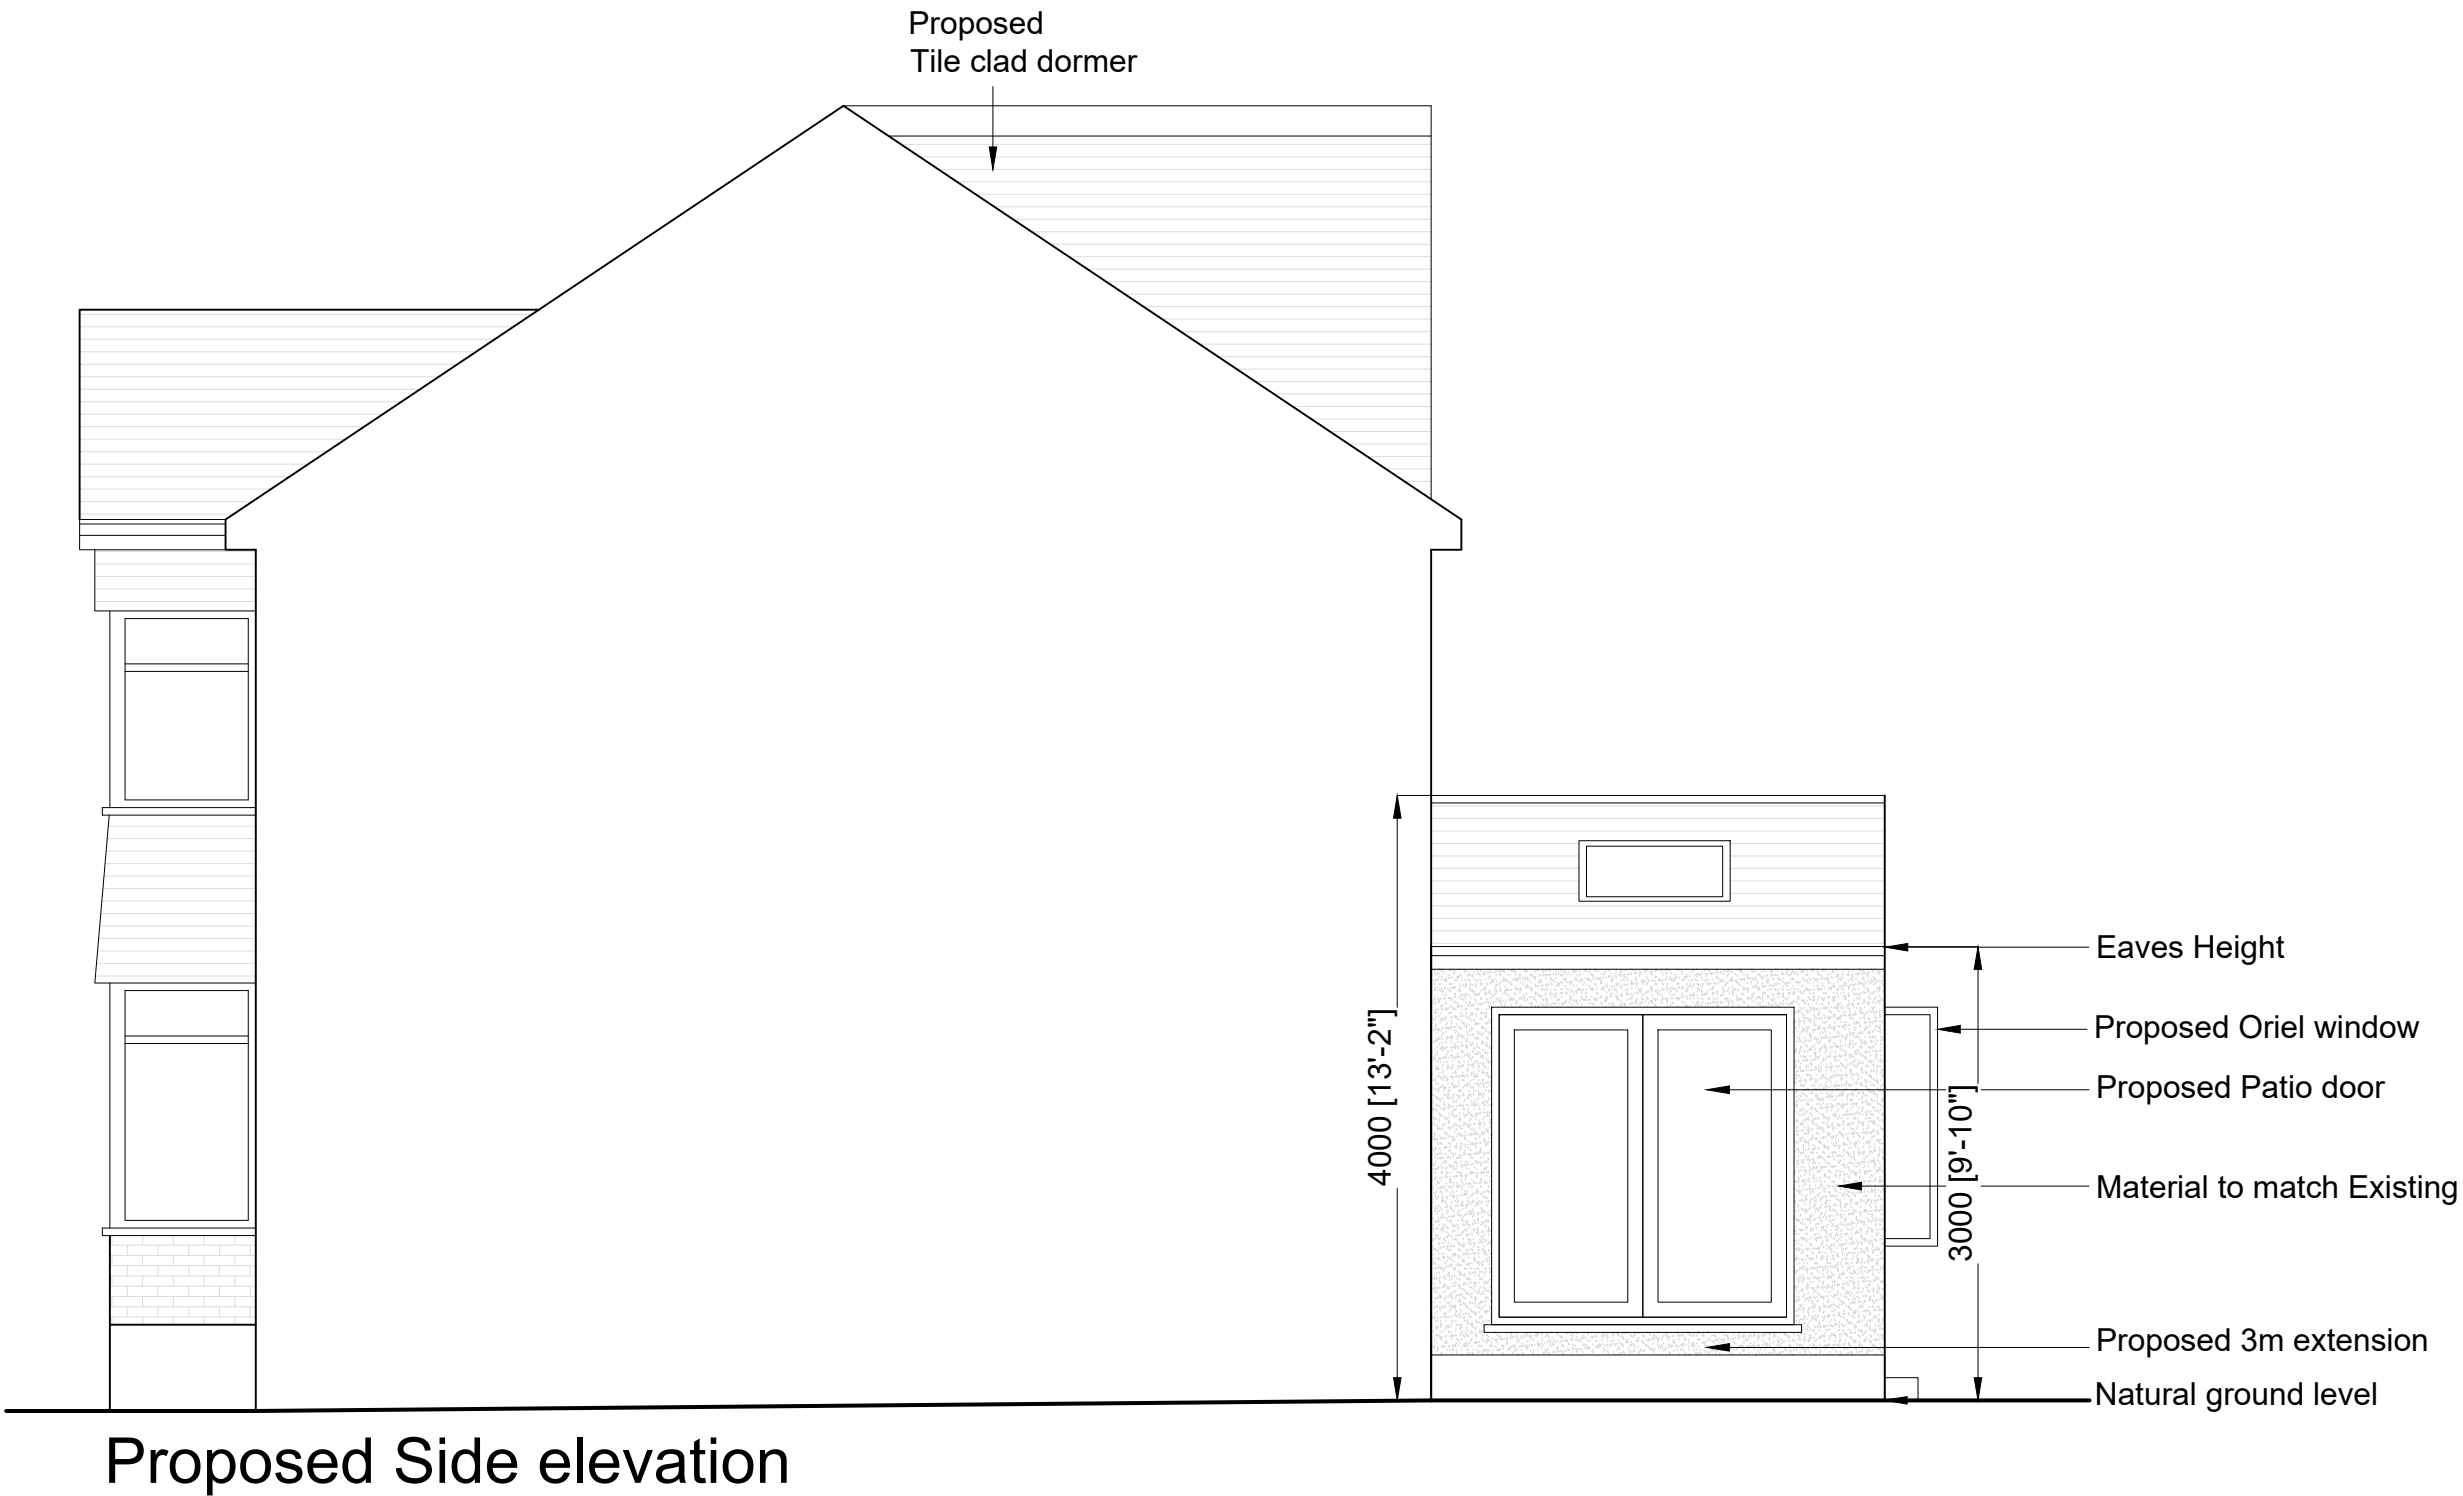 Proposed
Tile clad dormer
Eaves Height
Proposed Oriel window
4000 [13'-2"]
Proposed Patio door
3000 [9'-10"]
Material to match Existing
Proposed 3m extension
Natural ground level
Proposed Side elevation